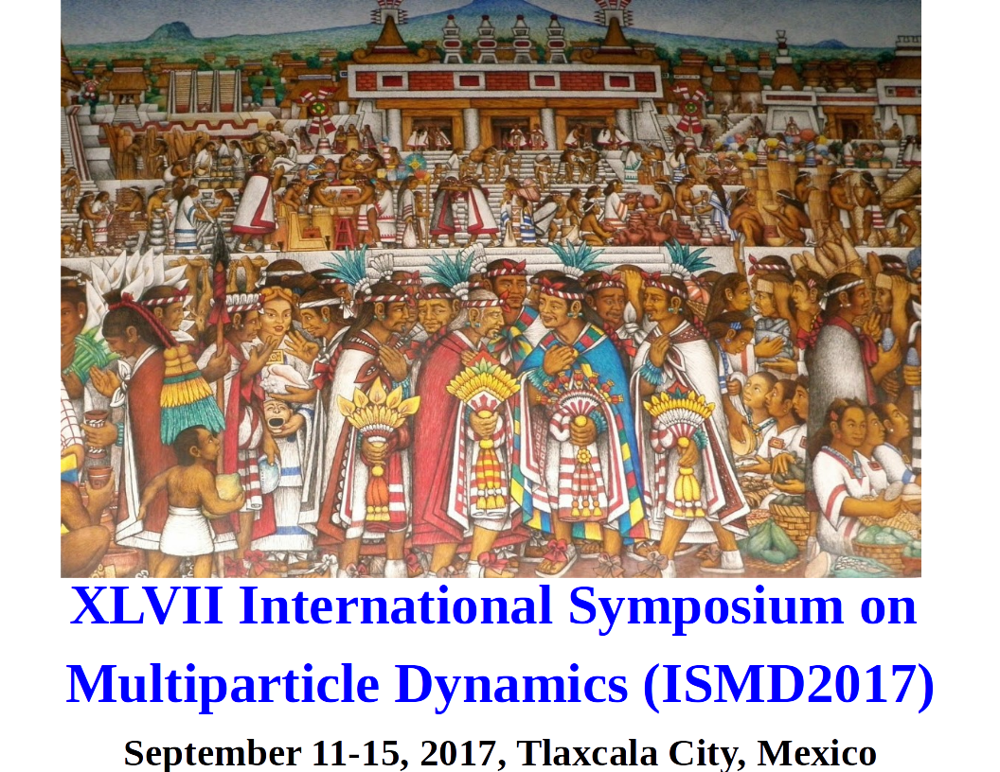 XLVII International Symposium on
Multiparticle Dynamics (ISMD2017)
September 11-15, 2017, Tlaxcala City, Mexico